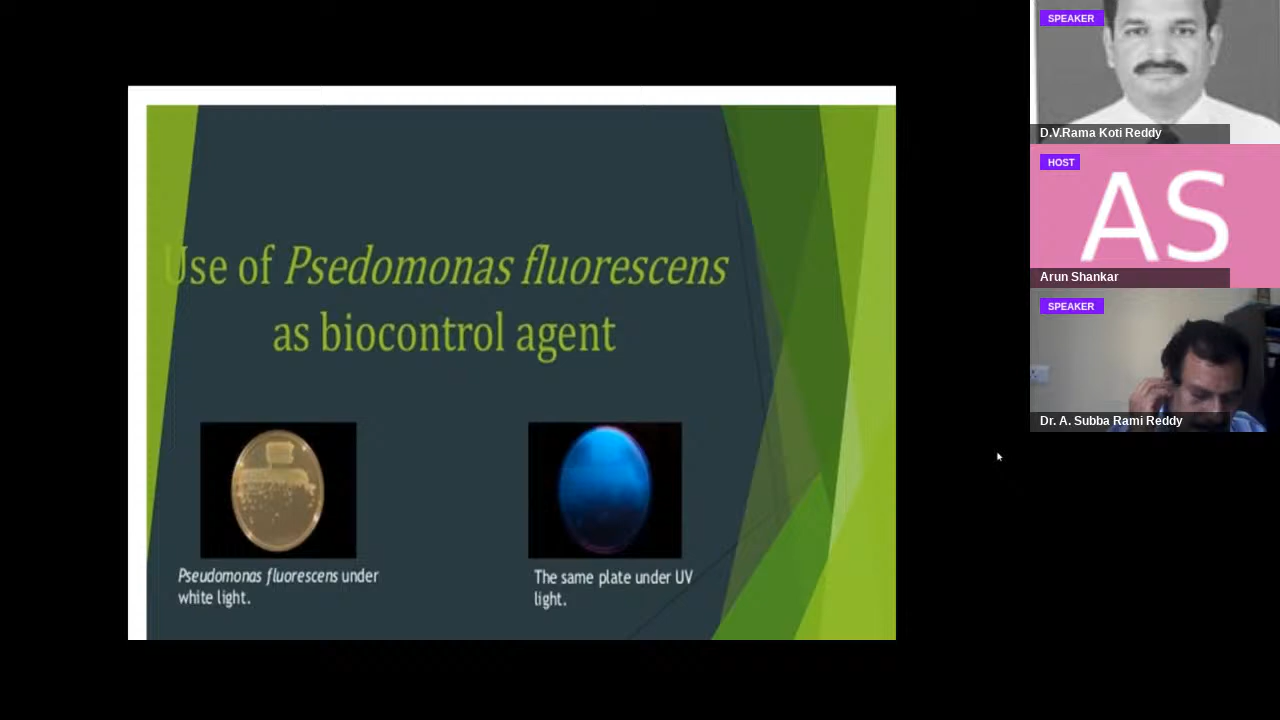 Use of Psedomonas fluorescens
as biocontrol agent
Pseudomonas fluorescens under
white light.
The same plate under UV
light.
SPEAKER
D.V.Rama Koti Reddy
HOST
AS
Arun Shankar
SPEAKER
Dr. A. Subba Rami Reddy